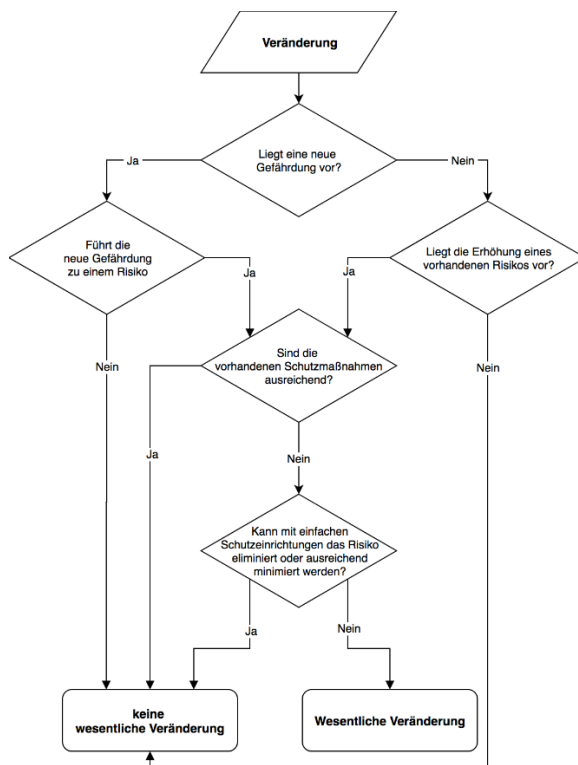 Veränderung
Liegt eine neue
Gefährdung vor?
Ja
Nein
Führt die
neue Gefährdung
zu einem Risiko
Liegt die Erhöhung eines
vorhandenen Risikos vor?
Ja
Ja
Sind die
vorhandenen Schutzmaßnahmen
ausreichend?
Nein
Nein
Ja
Nein
Kann mit einfachen
Schutzeinrichtungen das Risiko
eliminiert oder ausreichend
minimiert werden?
Ja
Nein
keine
wesentliche Veränderung
Wesentliche Veränderung